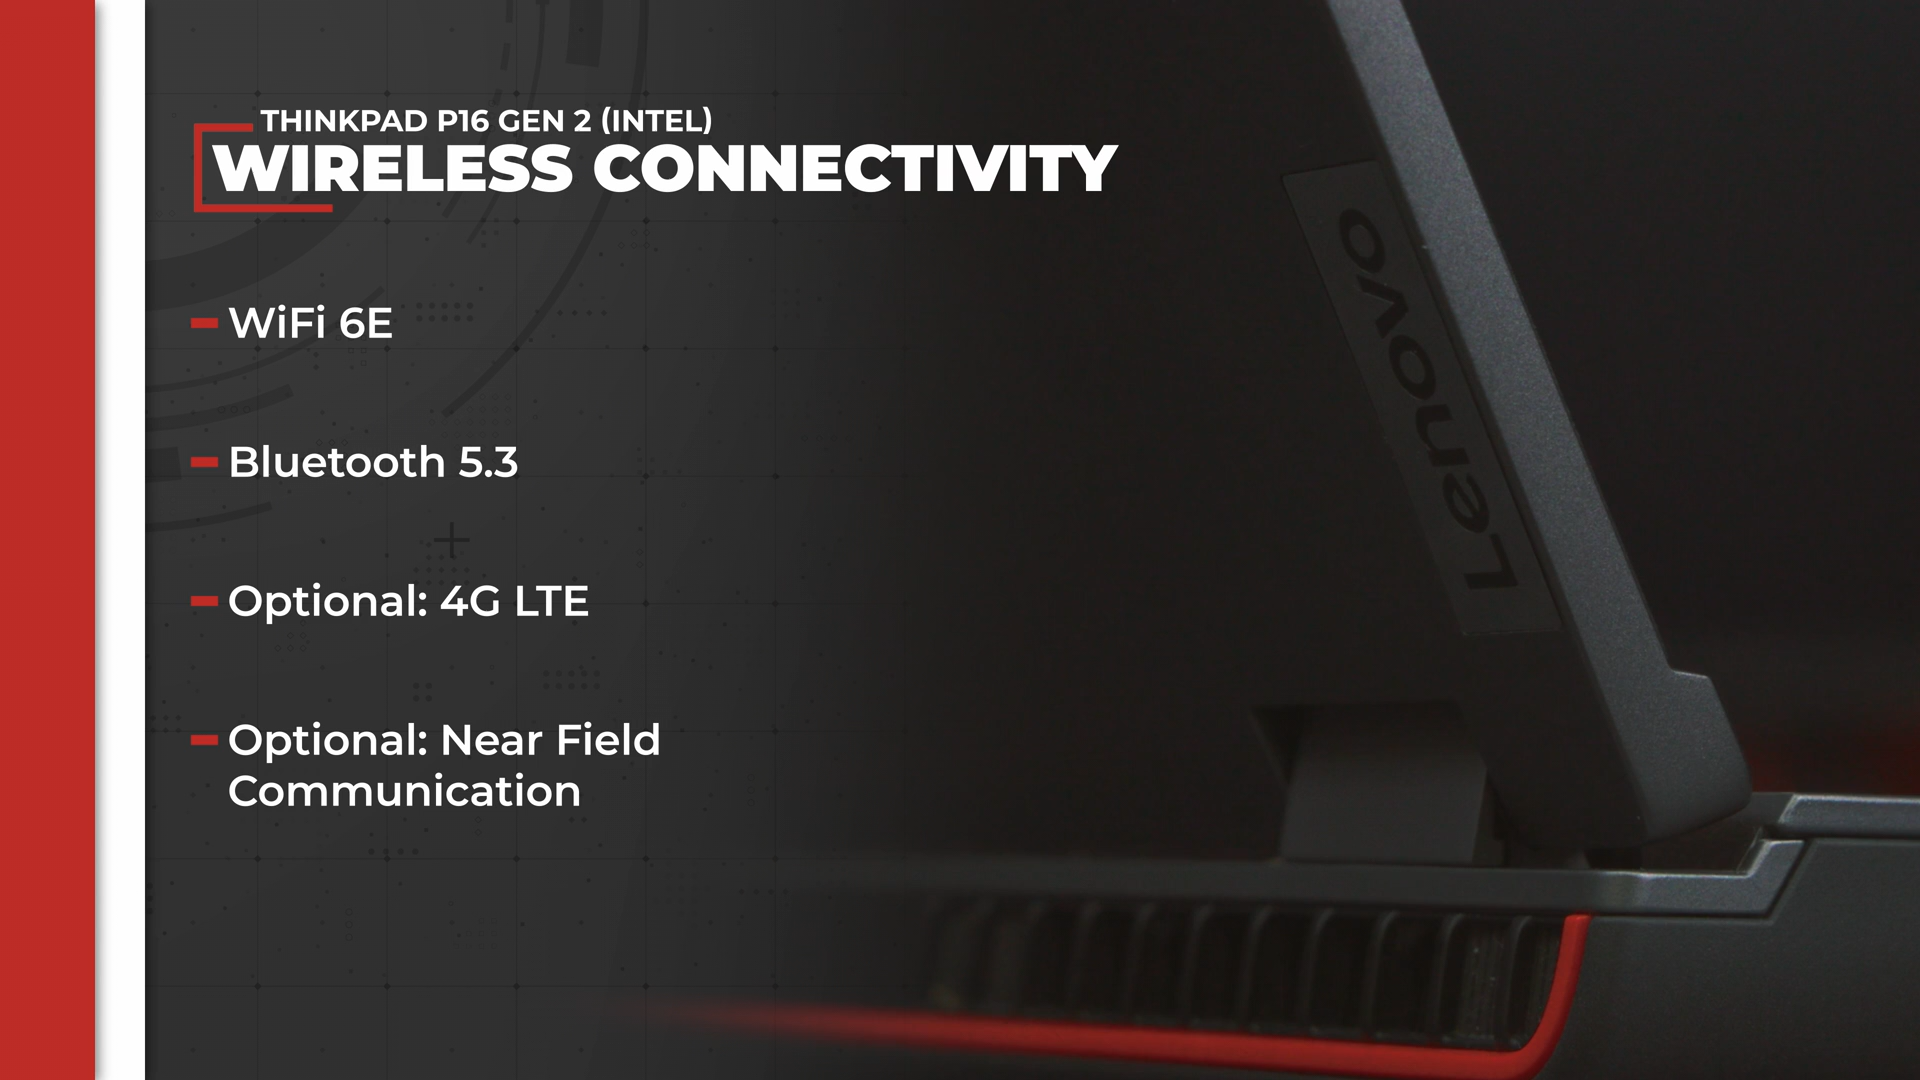 THINKPAD P16 GEN 2 (INTEL)
WIRELESS CONNECTIVITY
WiFi 6E
Bluetooth 5.3
Optional: 4G LTE
Optional: Near Field
Communication
Lenovo